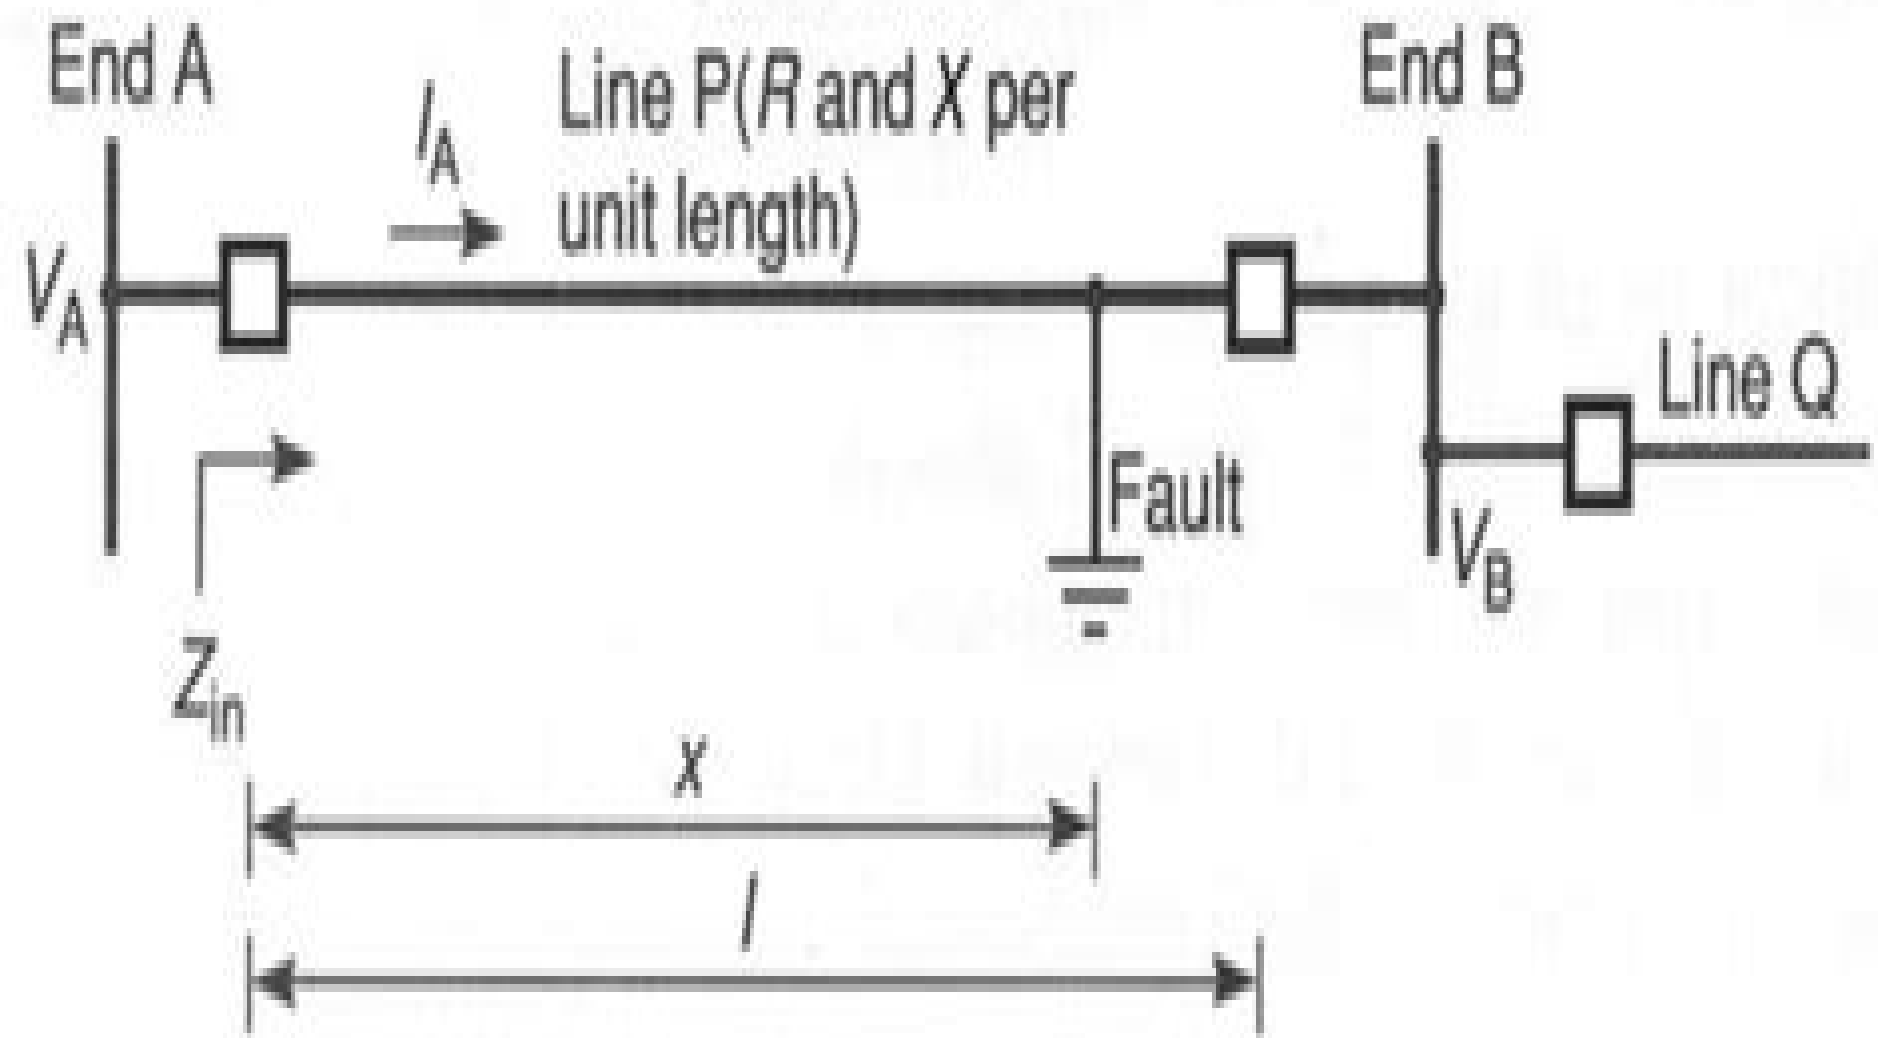 End A
I_A
Line P(R and X per
unit length)
End B
V_A
Line Q
Fault
V_B
Z_in
x
l